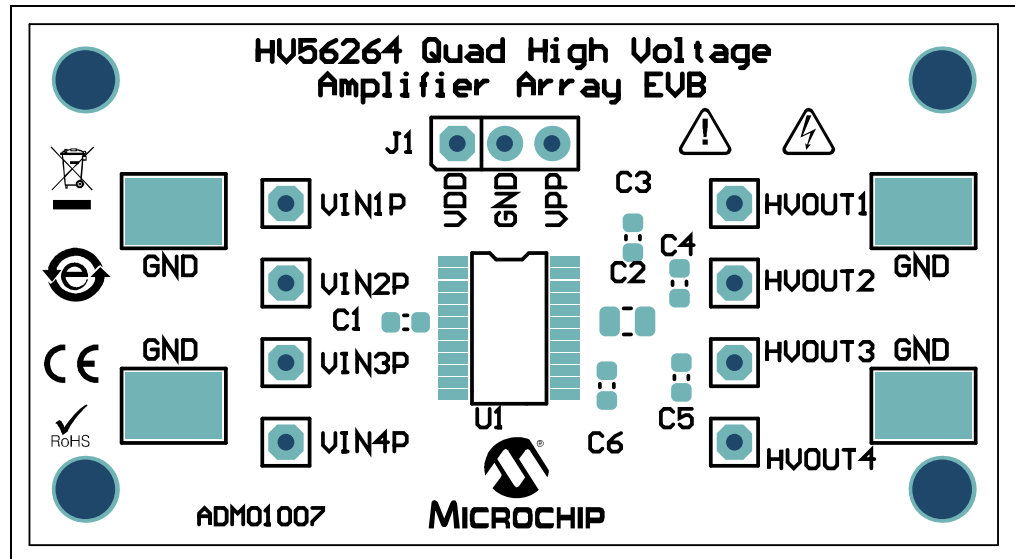 HV56264 Quad High Voltage
Amplifier Array EVB
J1
VDD
GND
VPP
VIN1P
VIN2P
VIN3P
VIN4P
GND
GND
C1
U1
C3
C2
C4
C5
C6
HVOUT1
HVOUT2
HVOUT3
HVOUT4
GND
GND
e
CE
RoHS
ADM01007
MICROCHIP
®
!